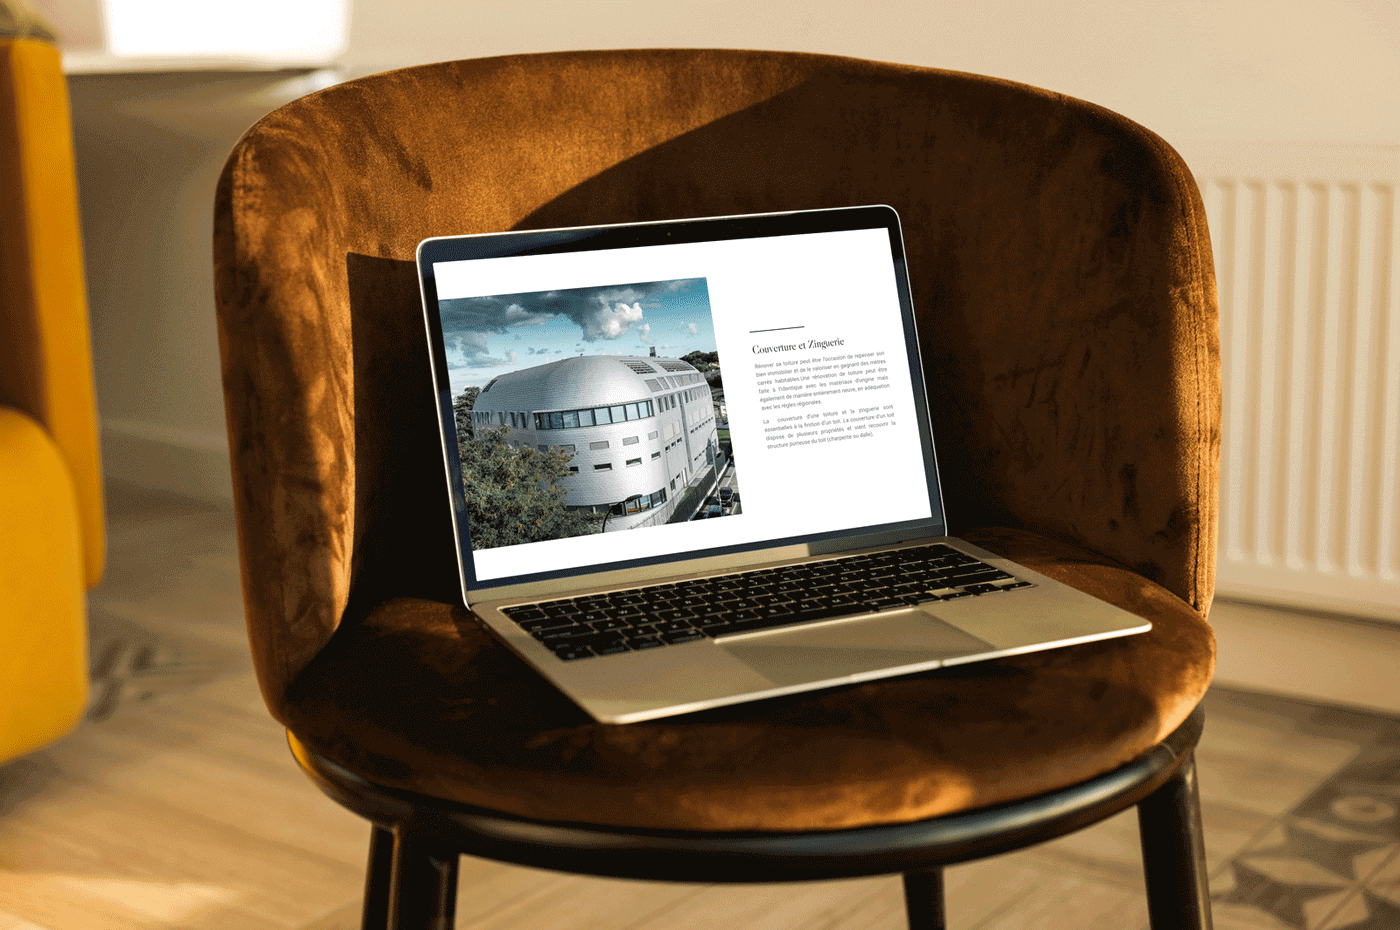 Couverture et Zinguerie
Rénover sa toiture peut être l'occasion de repenser son
bien immobilier et de le valoriser en gagnant des mètres
carrés habitables.Une rénovation de toiture peut être
faite à l'identique avec les matériaux d'origine mais
également de manière entièrement neuve, en adéquation
avec les règles régionales.
La couverture d'une toiture et la zinguerie sont
essentielles à la finition d'un toit. La couverture d'un toit
dispose de plusieurs propriétés et vient recouvrir la
structure porteuse du toit (charpente ou dalle).